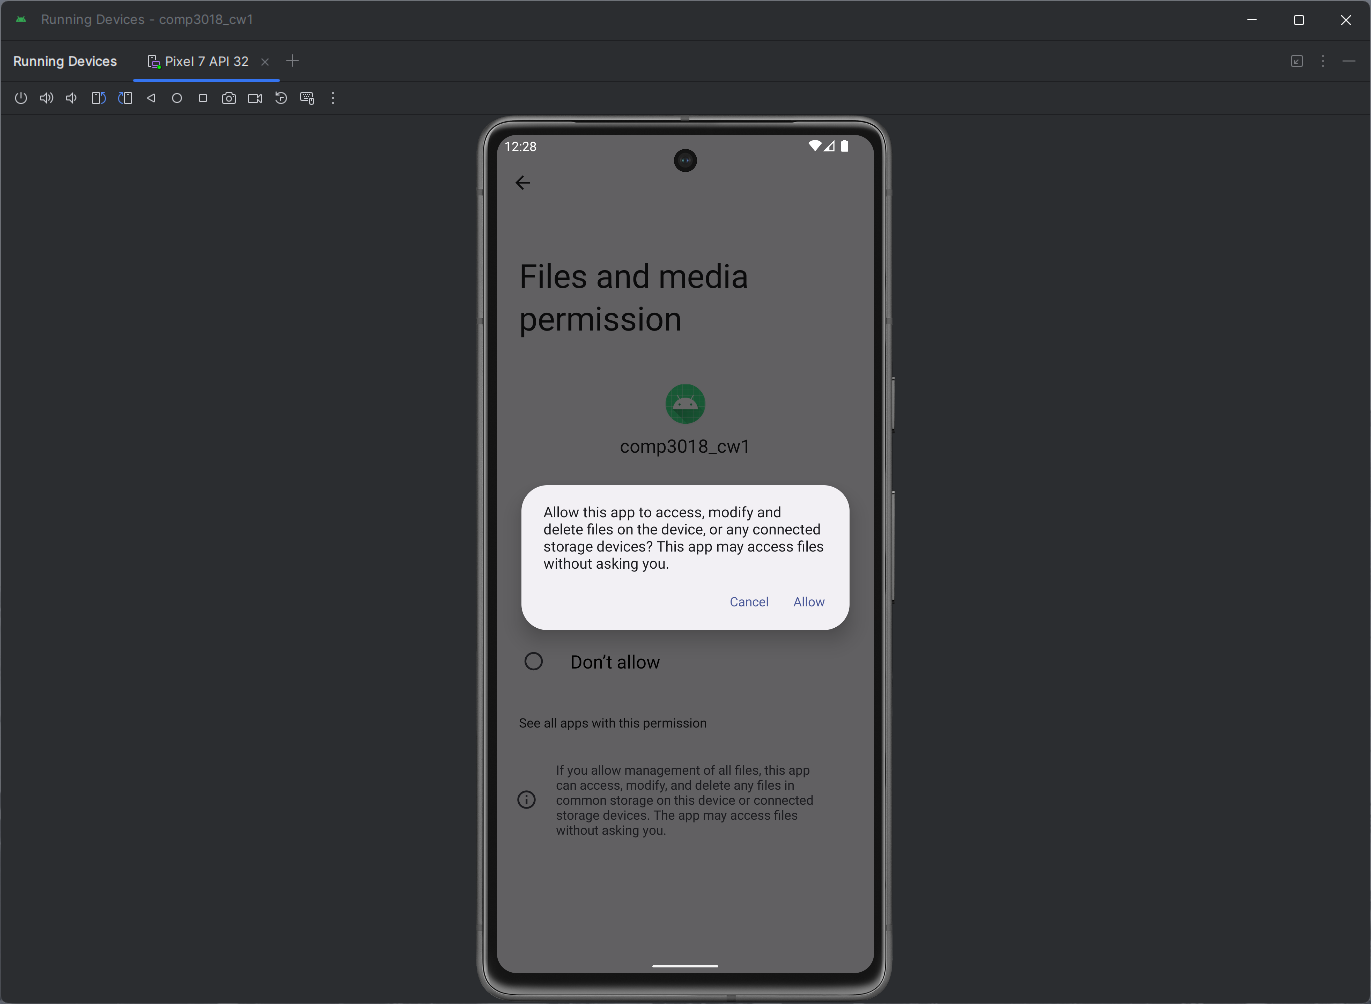 Running Devices - comp3018_cw1
Running Devices
Pixel 7 API 32
12:28
Files and media
permission
comp3018_cw1
Allow this app to access, modify and
delete files on the device, or any connected
storage devices? This app may access files
without asking you.
Cancel Allow
Don’t allow
See all apps with this permission
If you allow management of all files, this app
can access, modify, and delete any files in
common storage on this device or connected
storage devices. The app may access files
without asking you.